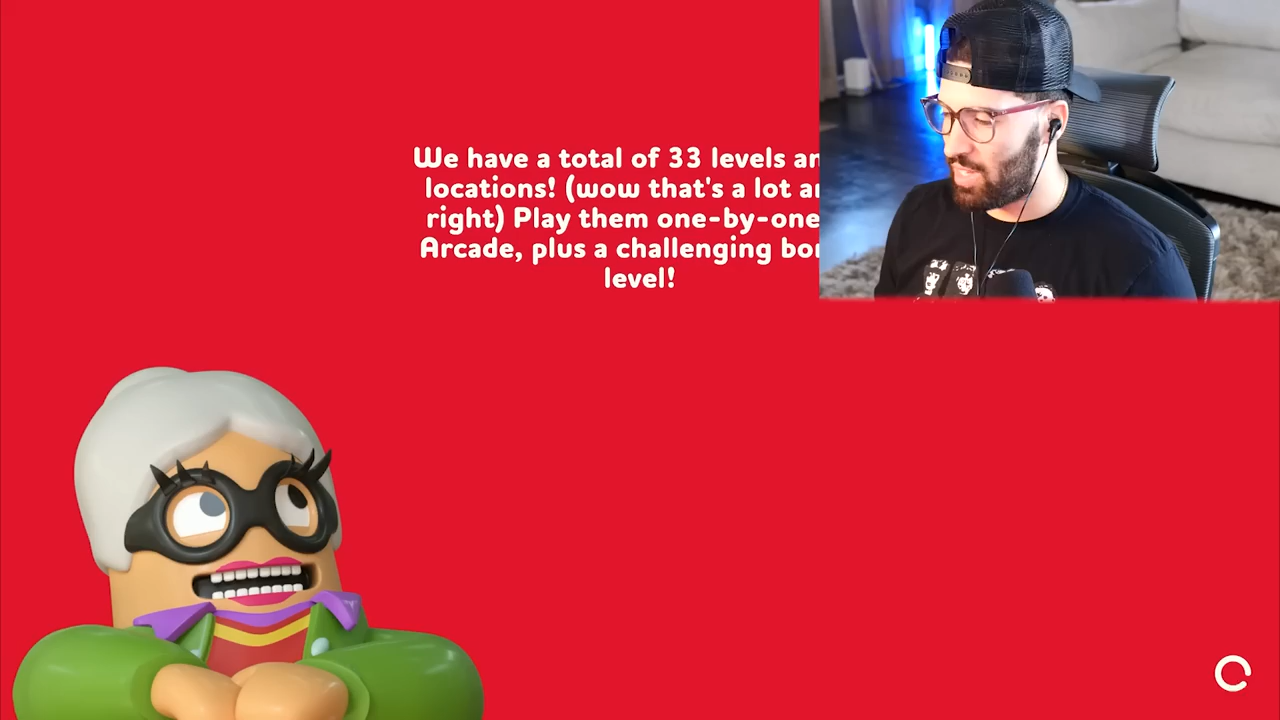 We have a total of 33 levels an
locations! (wow that's a lot a
right) Play them one-by-one
Arcade, plus a challenging bo
level!